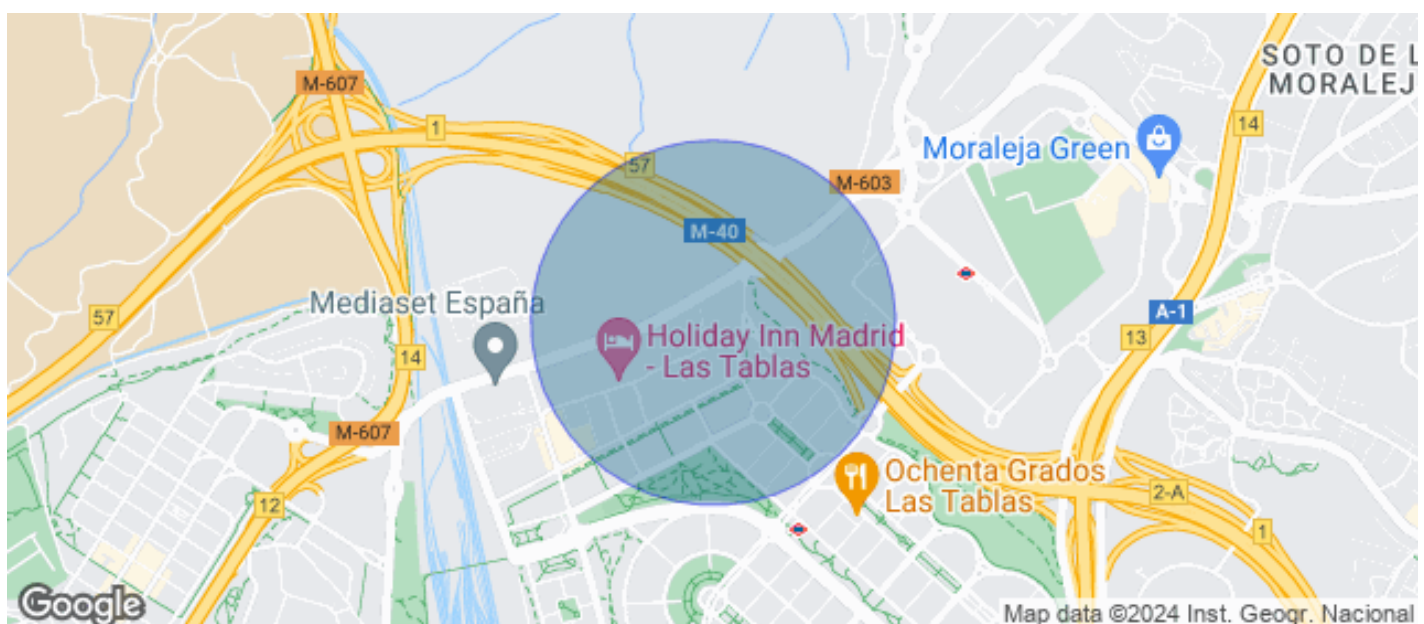 M-607
SOTO DE L
MORALEJ
1
14
Moraleja Green
57
M-603
M-40
Mediaset España
57
A-1
Holiday Inn Madrid
- Las Tablas
14
13
M-607
Ochenta Grados
Las Tablas
12
2-A
1
Google
Map data ©2024 Inst. Geogr. Nacional